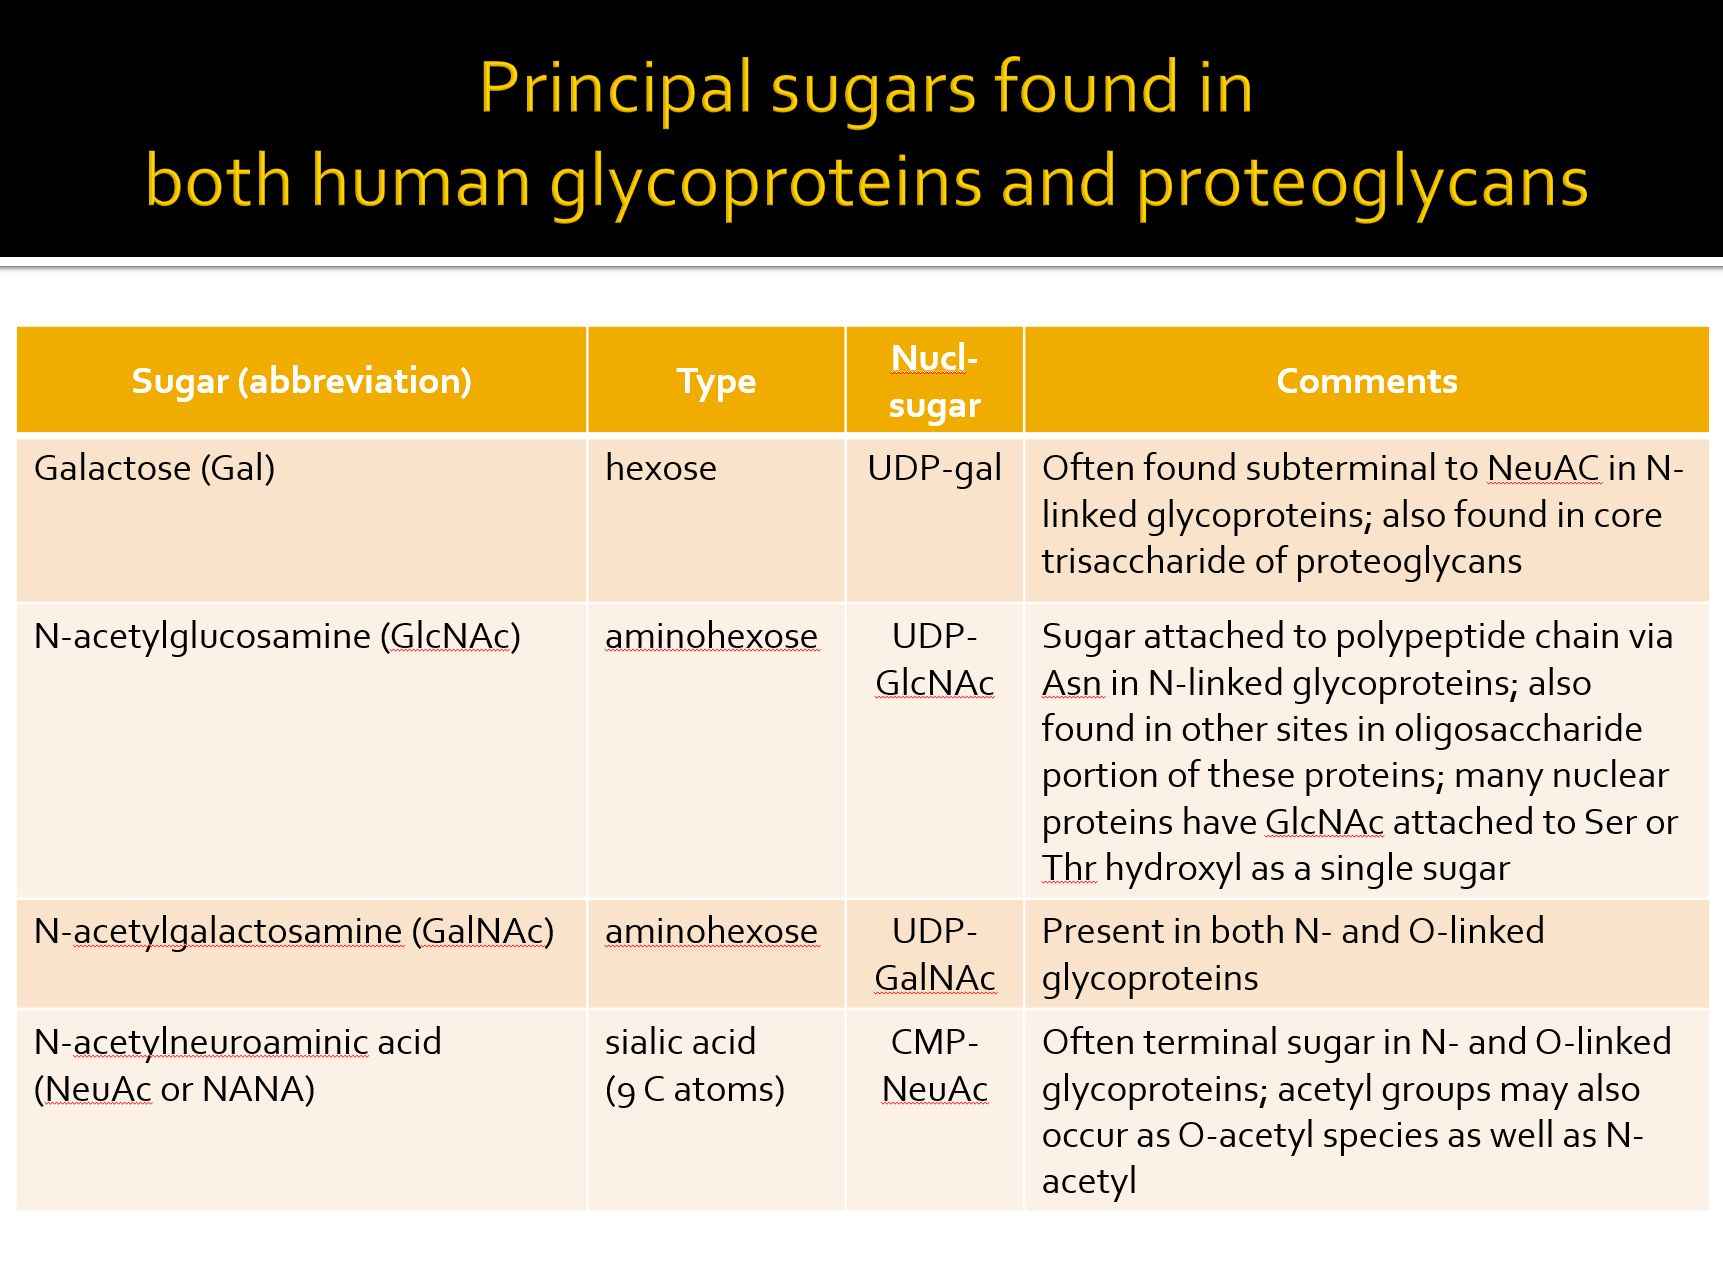 Principal sugars found in
both human glycoproteins and proteoglycans
Sugar (abbreviation)
Type
Nucl-
sugar
Comments
Galactose (Gal)
hexose
UDP-gal
Often found subterminal to NeuAC in N-
linked glycoproteins; also found in core
trisaccharide of proteoglycans
N-acetylglucosamine (GlcNAc)
aminohexose
UDP-
GlcNAc
Sugar attached to polypeptide chain via
Asn in N-linked glycoproteins; also
found in other sites in oligosaccharide
portion of these proteins; many nuclear
proteins have GlcNAc attached to Ser or
Thr hydroxyl as a single sugar
N-acetylgalactosamine (GalNAc)
aminohexose
UDP-
GalNAc
Present in both N- and O-linked
glycoproteins
N-acetylneuroaminic acid
(NeuAc or NANA)
sialic acid
(9 C atoms)
CMP-
NeuAc
Often terminal sugar in N- and O-linked
glycoproteins; acetyl groups may also
occur as O-acetyl species as well as N-
acetyl